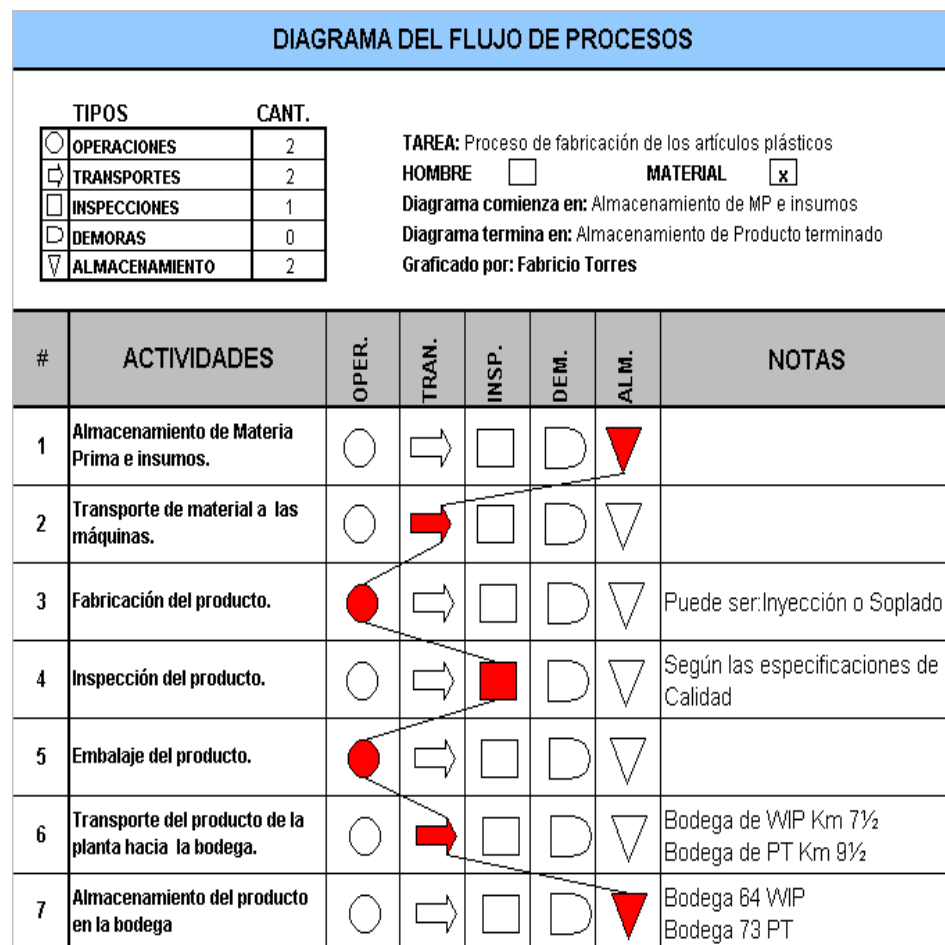 DIAGRAMA DEL FLUJO DE PROCESOS
TIPOS CANT.
OPERACIONES 2
TRANSPORTES 2
INSPECCIONES 1
DEMORAS 0
ALMACENAMIENTO 2
TAREA: Proceso de fabricación de los artículos plásticos
HOMBRE MATERIAL x
Diagrama comienza en: Almacenamiento de MP e insumos
Diagrama termina en: Almacenamiento de Producto terminado
Graficado por: Fabricio Torres
# ACTIVIDADES OPER. TRAN. INSP. DEM. ALM. NOTAS
1 Almacenamiento de Materia
Prima e insumos.
2 Transporte de material a las
máquinas.
3 Fabricación del producto. Puede ser:Inyección o Soplado
4 Inspección del producto. Según las especificaciones de
Calidad
5 Embalaje del producto.
6 Transporte del producto de la
planta hacia la bodega.
Bodega de WIP Km 7½
Bodega de PT Km 9½
7 Almacenamiento del producto
en la bodega
Bodega 64 WIP
Bodega 73 PT